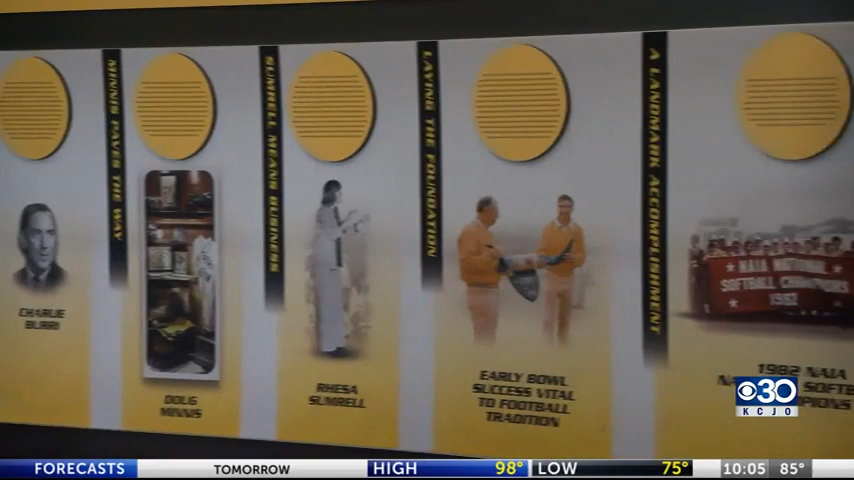 MINNIS PAVES THE WAY
SUMRELL MEANS BUSINESS
LAYING THE FOUNDATION
A LANDMARK ACCOMPLISHMENT
CHARLIE
BURRI
DOUG
MINNIS
RHESA
SUMRELL
EARLY BOWL
SUCCESS VITAL
TO FOOTBALL
TRADITION
NAIA NATIONAL
SOFTBALL CHAMPIONS
1982
1982 NAIA
CBS 30
KCJO
FORECASTS TOMORROW HIGH 98° LOW 75° 10:05 85°